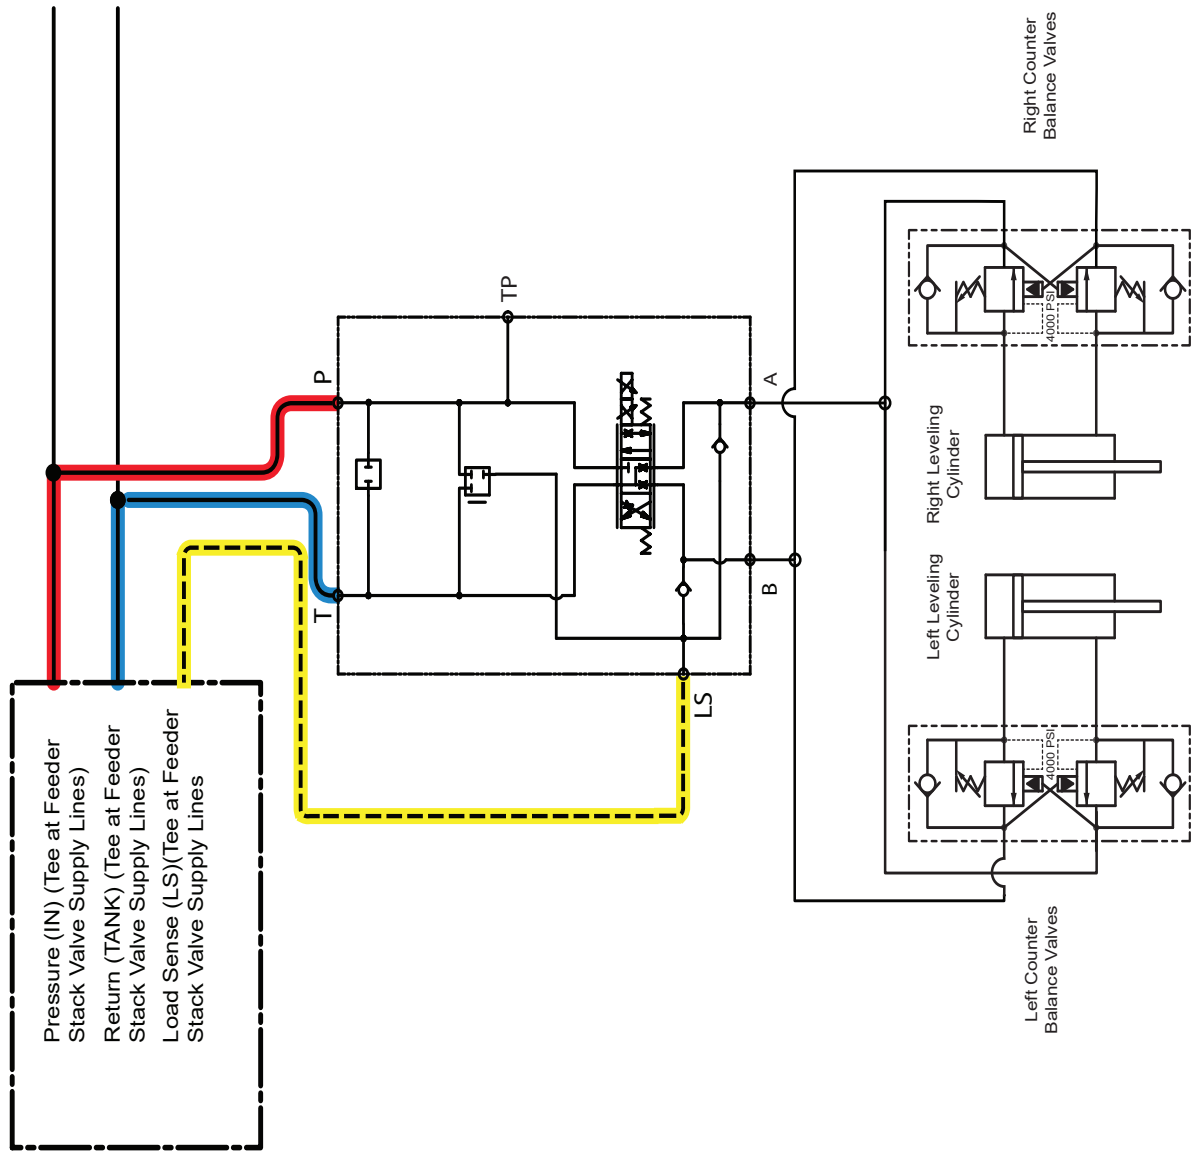 Pressure (IN) (Tee at Feeder
Stack Valve Supply Lines)
Return (TANK) (Tee at Feeder
Stack Valve Supply Lines)
Load Sense (LS)(Tee at Feeder
Stack Valve Supply Lines
P
T
TP
LS
A
B
Right Counter
Balance Valves
4000 PSI
Right Leveling
Cylinder
Left Leveling
Cylinder
4000 PSI
Left Counter
Balance Valves